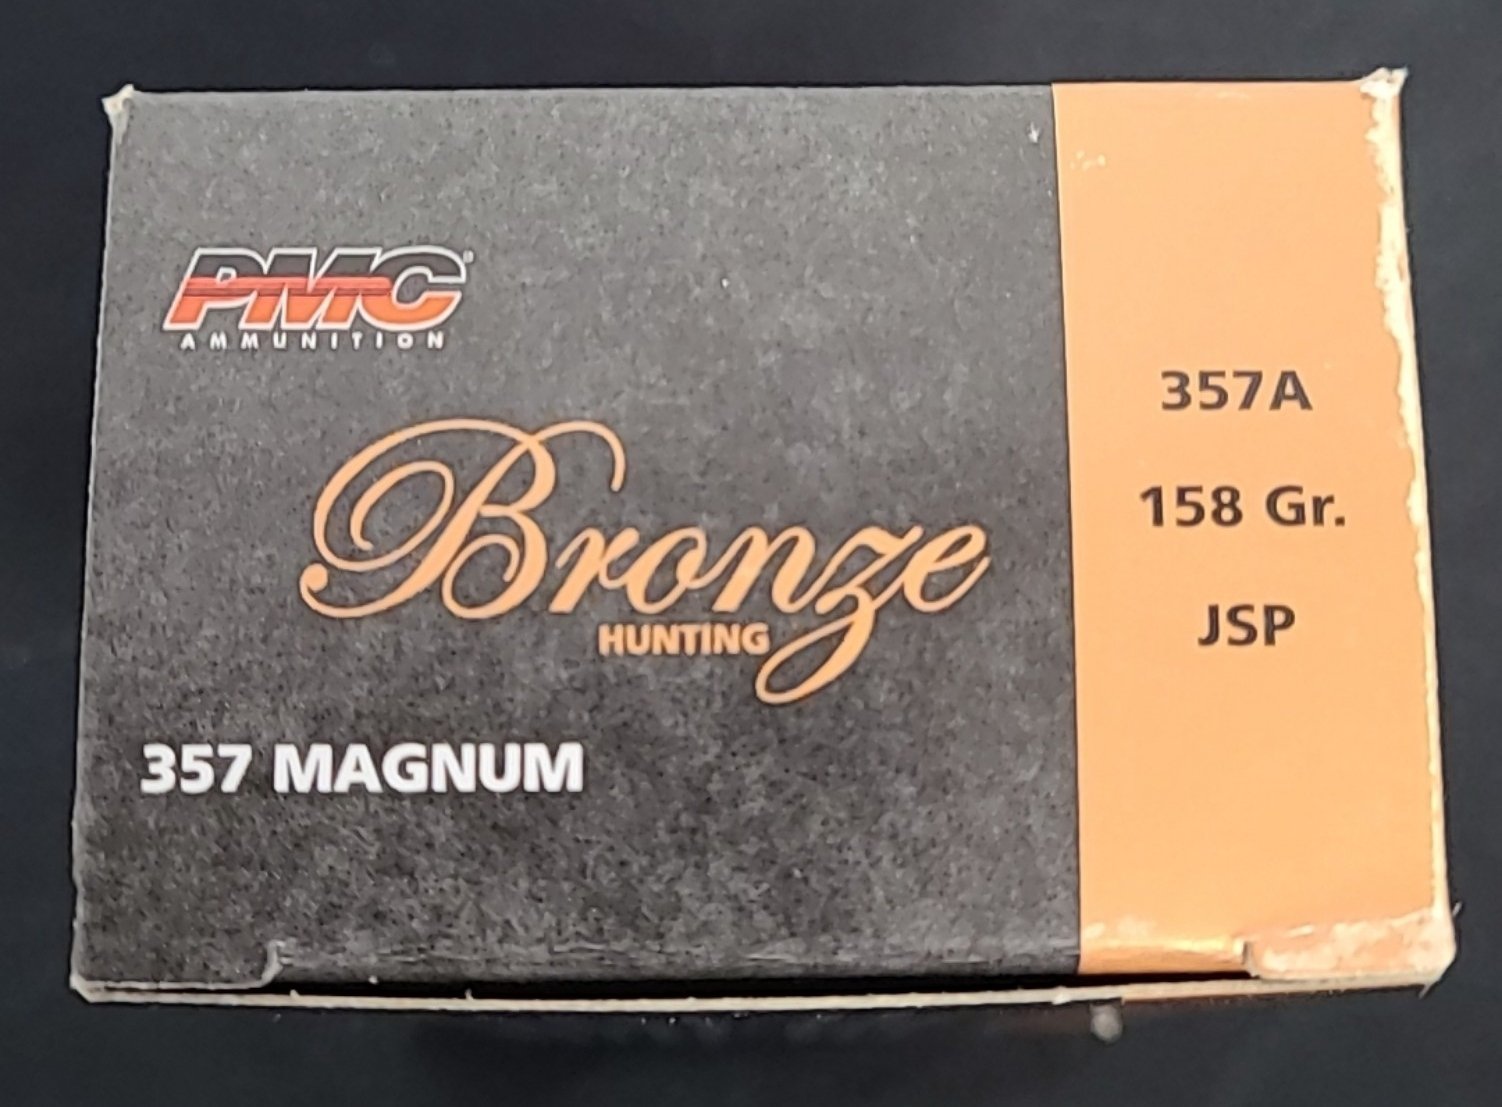 PMC®
AMMUNITION
Bronze
HUNTING
357 MAGNUM
357A
158 Gr.
JSP